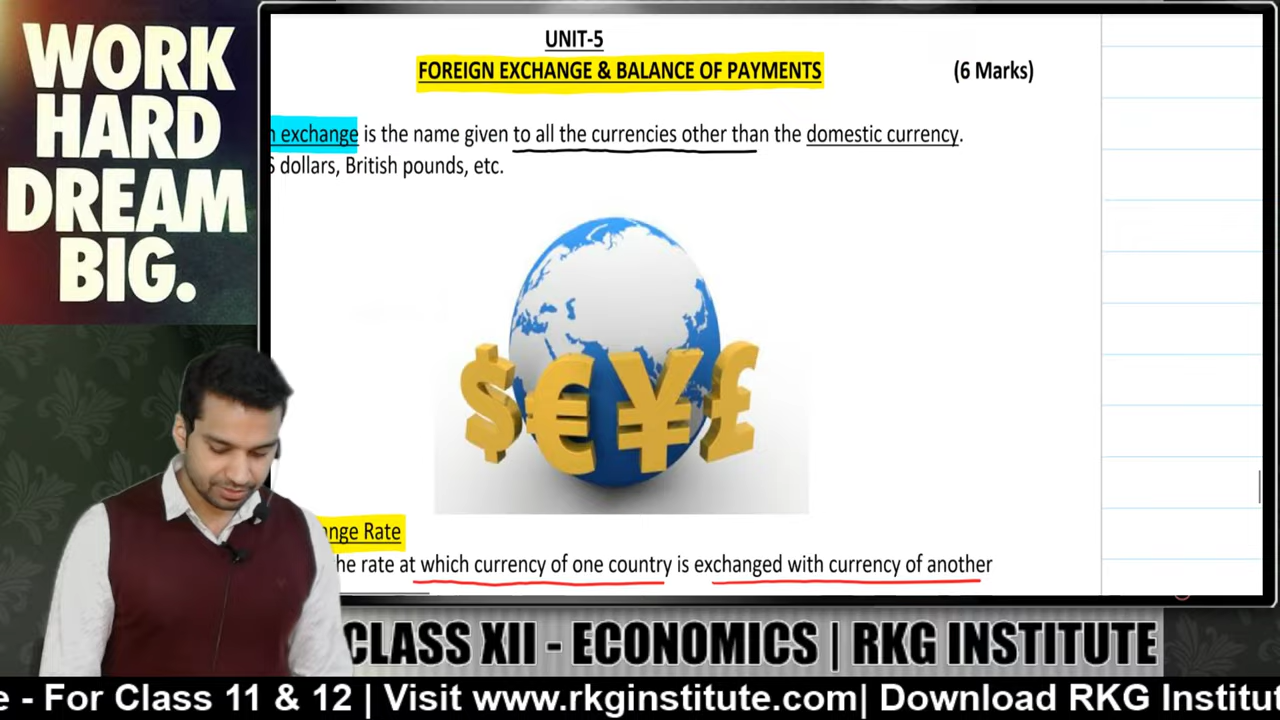 WORK
HARD
DREAM
BIG.
UNIT-5
FOREIGN EXCHANGE & BALANCE OF PAYMENTS (6 Marks)
exchange is the name given to all the currencies other than the domestic currency.
dollars, British pounds, etc.
$€¥£
Rate
rate at which currency of one country is exchanged with currency of another
CLASS XII - ECONOMICS | RKG INSTITUTE
- For Class 11 & 12 | Visit www.rkginstitute.com| Download RKG